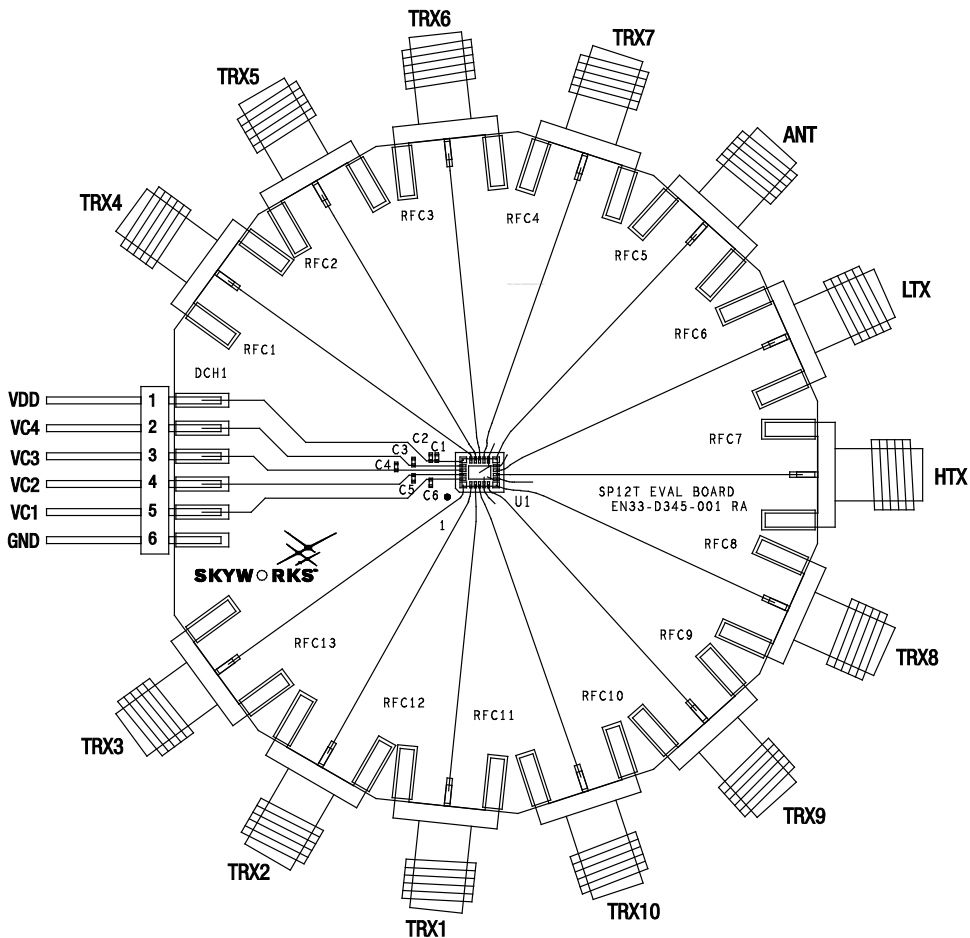 TRX6
TRX7
TRX5
ANT
TRX4
RFC3
RFC4
RFC2
RFC5
LTX
RFC1
RFC6
DCH1
VDD 1
VC4 2
VC3 3
VC2 4
VC1 5
GND 6
C2
C1
C3
C4
C5
C6
U1
1
RFC7
HTX
SP12T EVAL BOARD
EN33-D345-001 RA
RFC8
SKYWORKS
RFC13
RFC9
TRX8
RFC12
RFC11
RFC10
TRX3
TRX9
TRX2
TRX1
TRX10